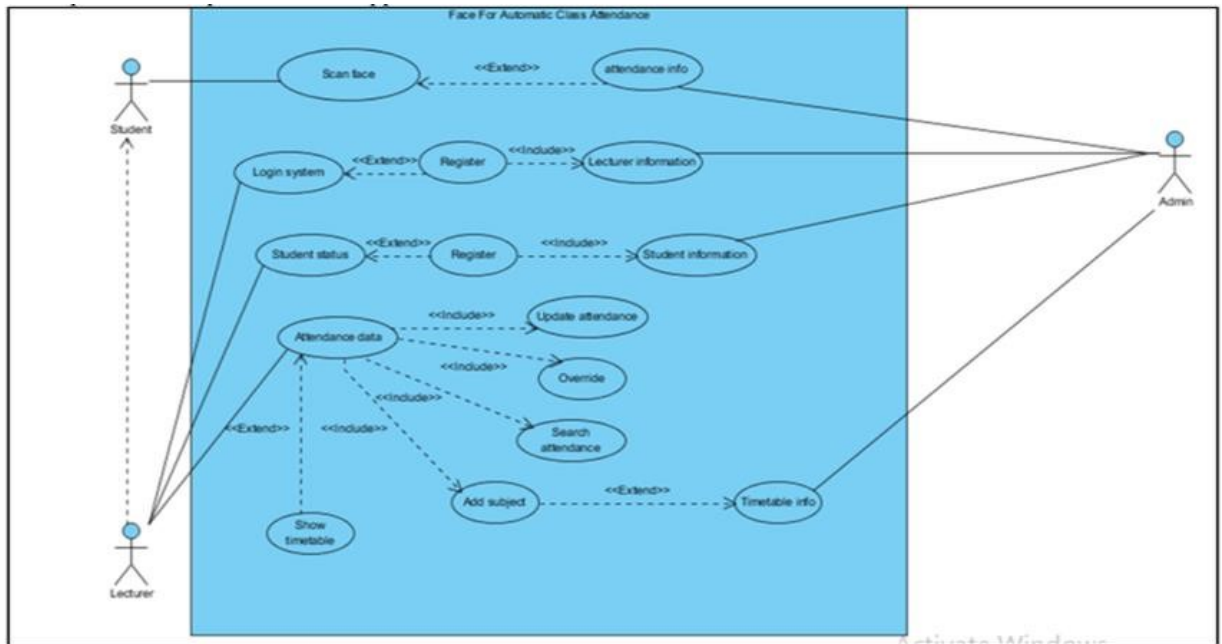 Face For Automatic Class Attendance
Scan face
<<Extend>>
attendance info
Student
Login system
<<Extend>>
Register
<<Include>>
Lecturer information
Admin
Student status
<<Extend>>
Register
<<Include>>
Student information
<<Include>>
Update attendance
Attendance data
<<Include>>
Override
<<Include>>
<<Extend>>
<<Include>>
Search
attendance
Add subject
<<Extend>>
Timetable info
Show
timetable
Lecturer
Activate Windows